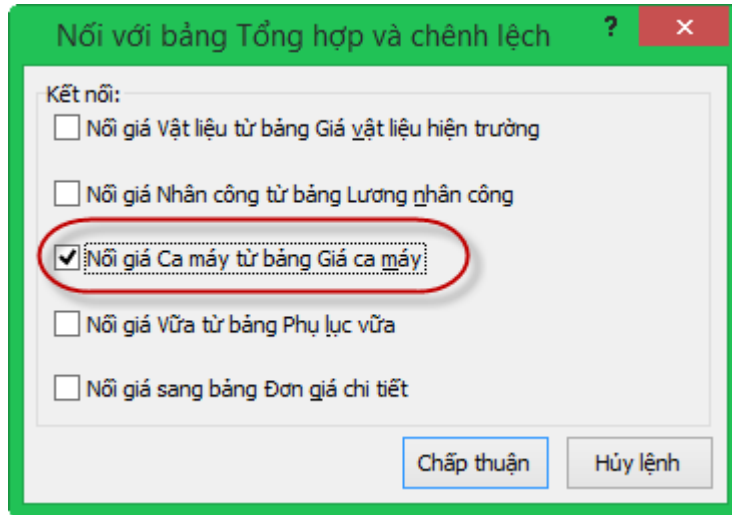 Nối với bảng Tổng hợp và chênh lệch
Kết nối:
Nối giá Vật liệu từ bảng Giá vật liệu hiện trường
Nối giá Nhân công từ bảng Lương nhân công
Nối giá Ca máy từ bảng Giá ca máy
Nối giá Vữa từ bảng Phụ lục vữa
Nối giá sang bảng Đơn giá chi tiết
Chấp thuận
Hủy lệnh